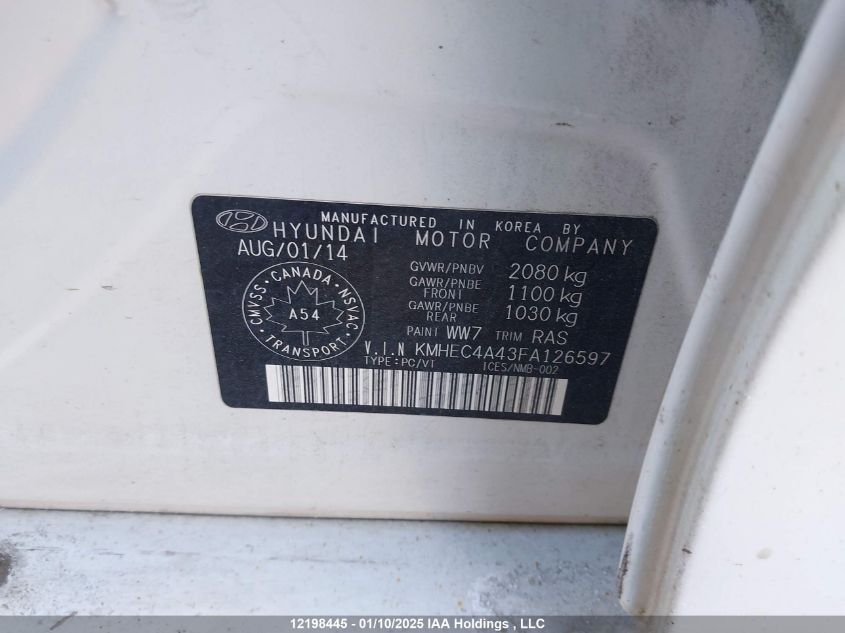 MANUFACTURED IN KOREA BY
HYUNDAI MOTOR COMPANY
AUG/01/14
GVWR/PNBV 2080 kg
GAWR/PNBE FRONT 1100 kg
GAWR/PNBE REAR 1030 kg
CANADA
CMVSS NSVAC
A54
TRANSPORT
PAINT WW7 TRIM RAS
V.I.N KMHEC4A43FA126597
TYPE:PC/VT ICES/NMB-002
12198445 - 01/10/2025 IAA Holdings , LLC